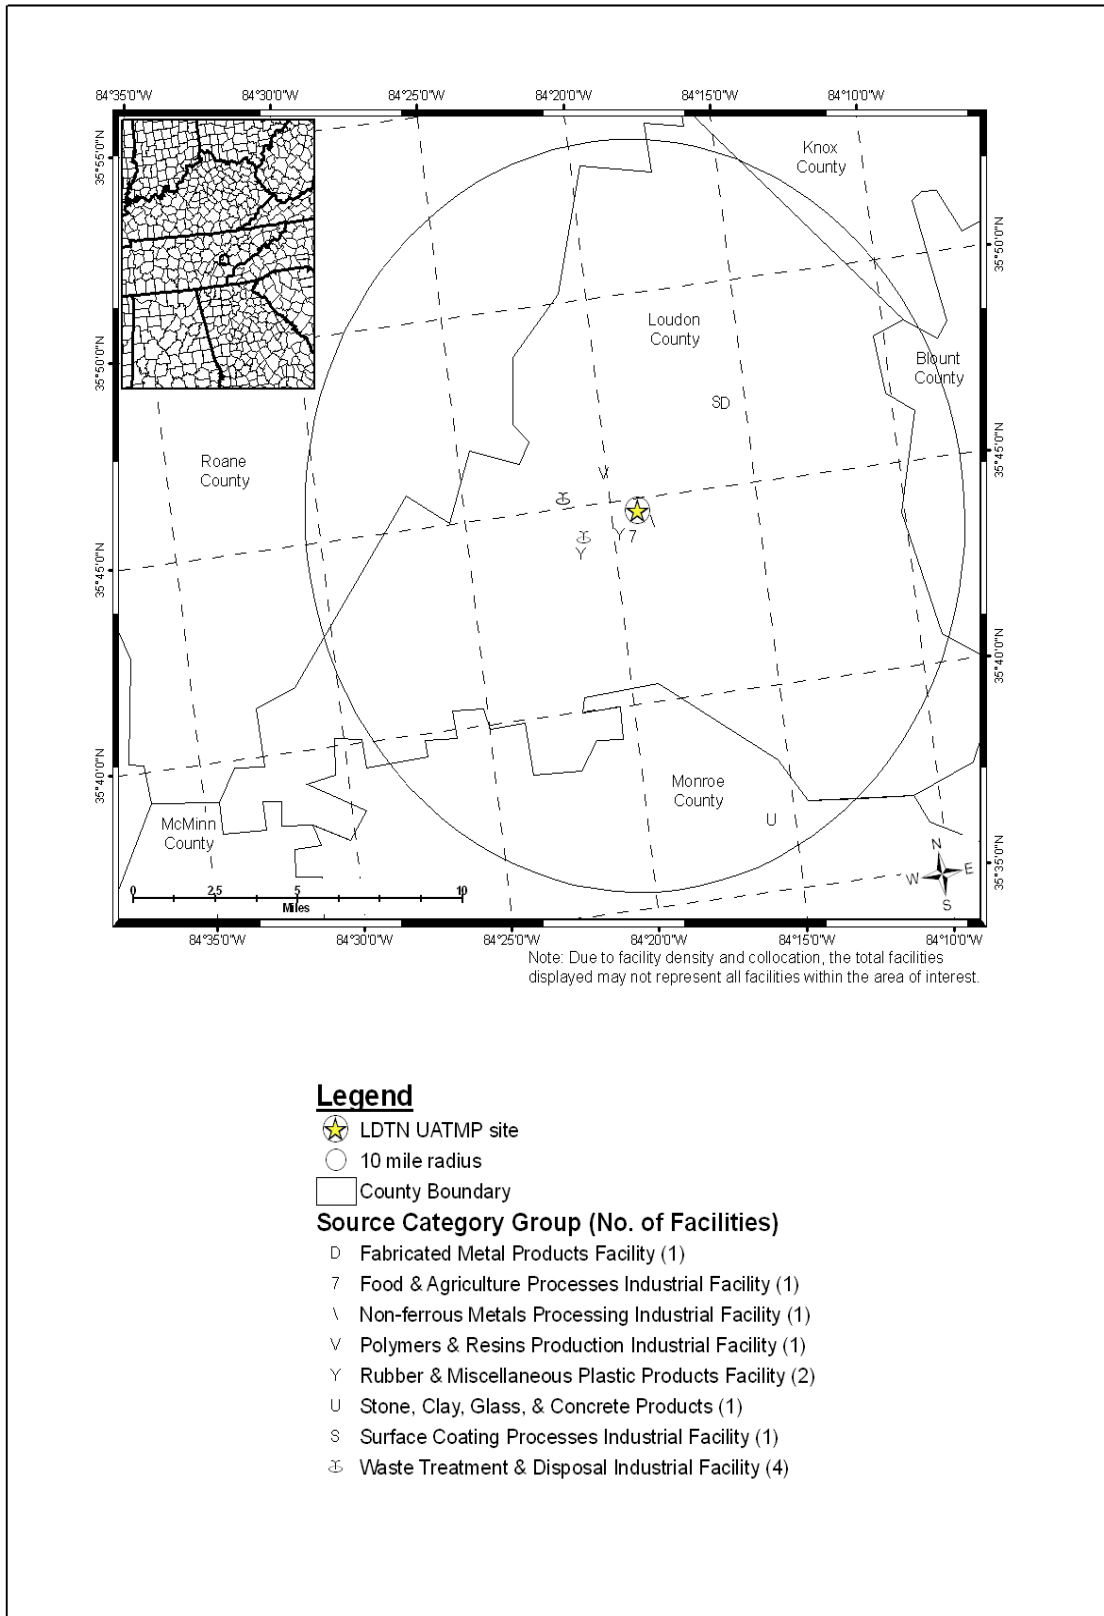 84°35'0"W 84°30'0"W 84°25'0"W 84°20'0"W 84°15'0"W 84°10'0"W
35°55'0"N
Knox
County
35°50'0"N
Loudon
County
35°50'0"N
Blount
County
SD
35°45'0"N
Roane
County
V
Y 7 \
Y
35°45'0"N
35°40'0"N
35°40'0"N
Monroe
County
U
McMinn
County
35°35'0"N
N
W E
S
0 2.5 5 10
Miles
84°35'0"W 84°30'0"W 84°25'0"W 84°20'0"W 84°15'0"W 84°10'0"W
Note: Due to facility density and collocation, the total facilities
displayed may not represent all facilities within the area of interest.
Legend
LDTN UATMP site
10 mile radius
County Boundary
Source Category Group (No. of Facilities)
D Fabricated Metal Products Facility (1)
7 Food & Agriculture Processes Industrial Facility (1)
\ Non-ferrous Metals Processing Industrial Facility (1)
V Polymers & Resins Production Industrial Facility (1)
Y Rubber & Miscellaneous Plastic Products Facility (2)
U Stone, Clay, Glass, & Concrete Products (1)
S Surface Coating Processes Industrial Facility (1)
Waste Treatment & Disposal Industrial Facility (4)